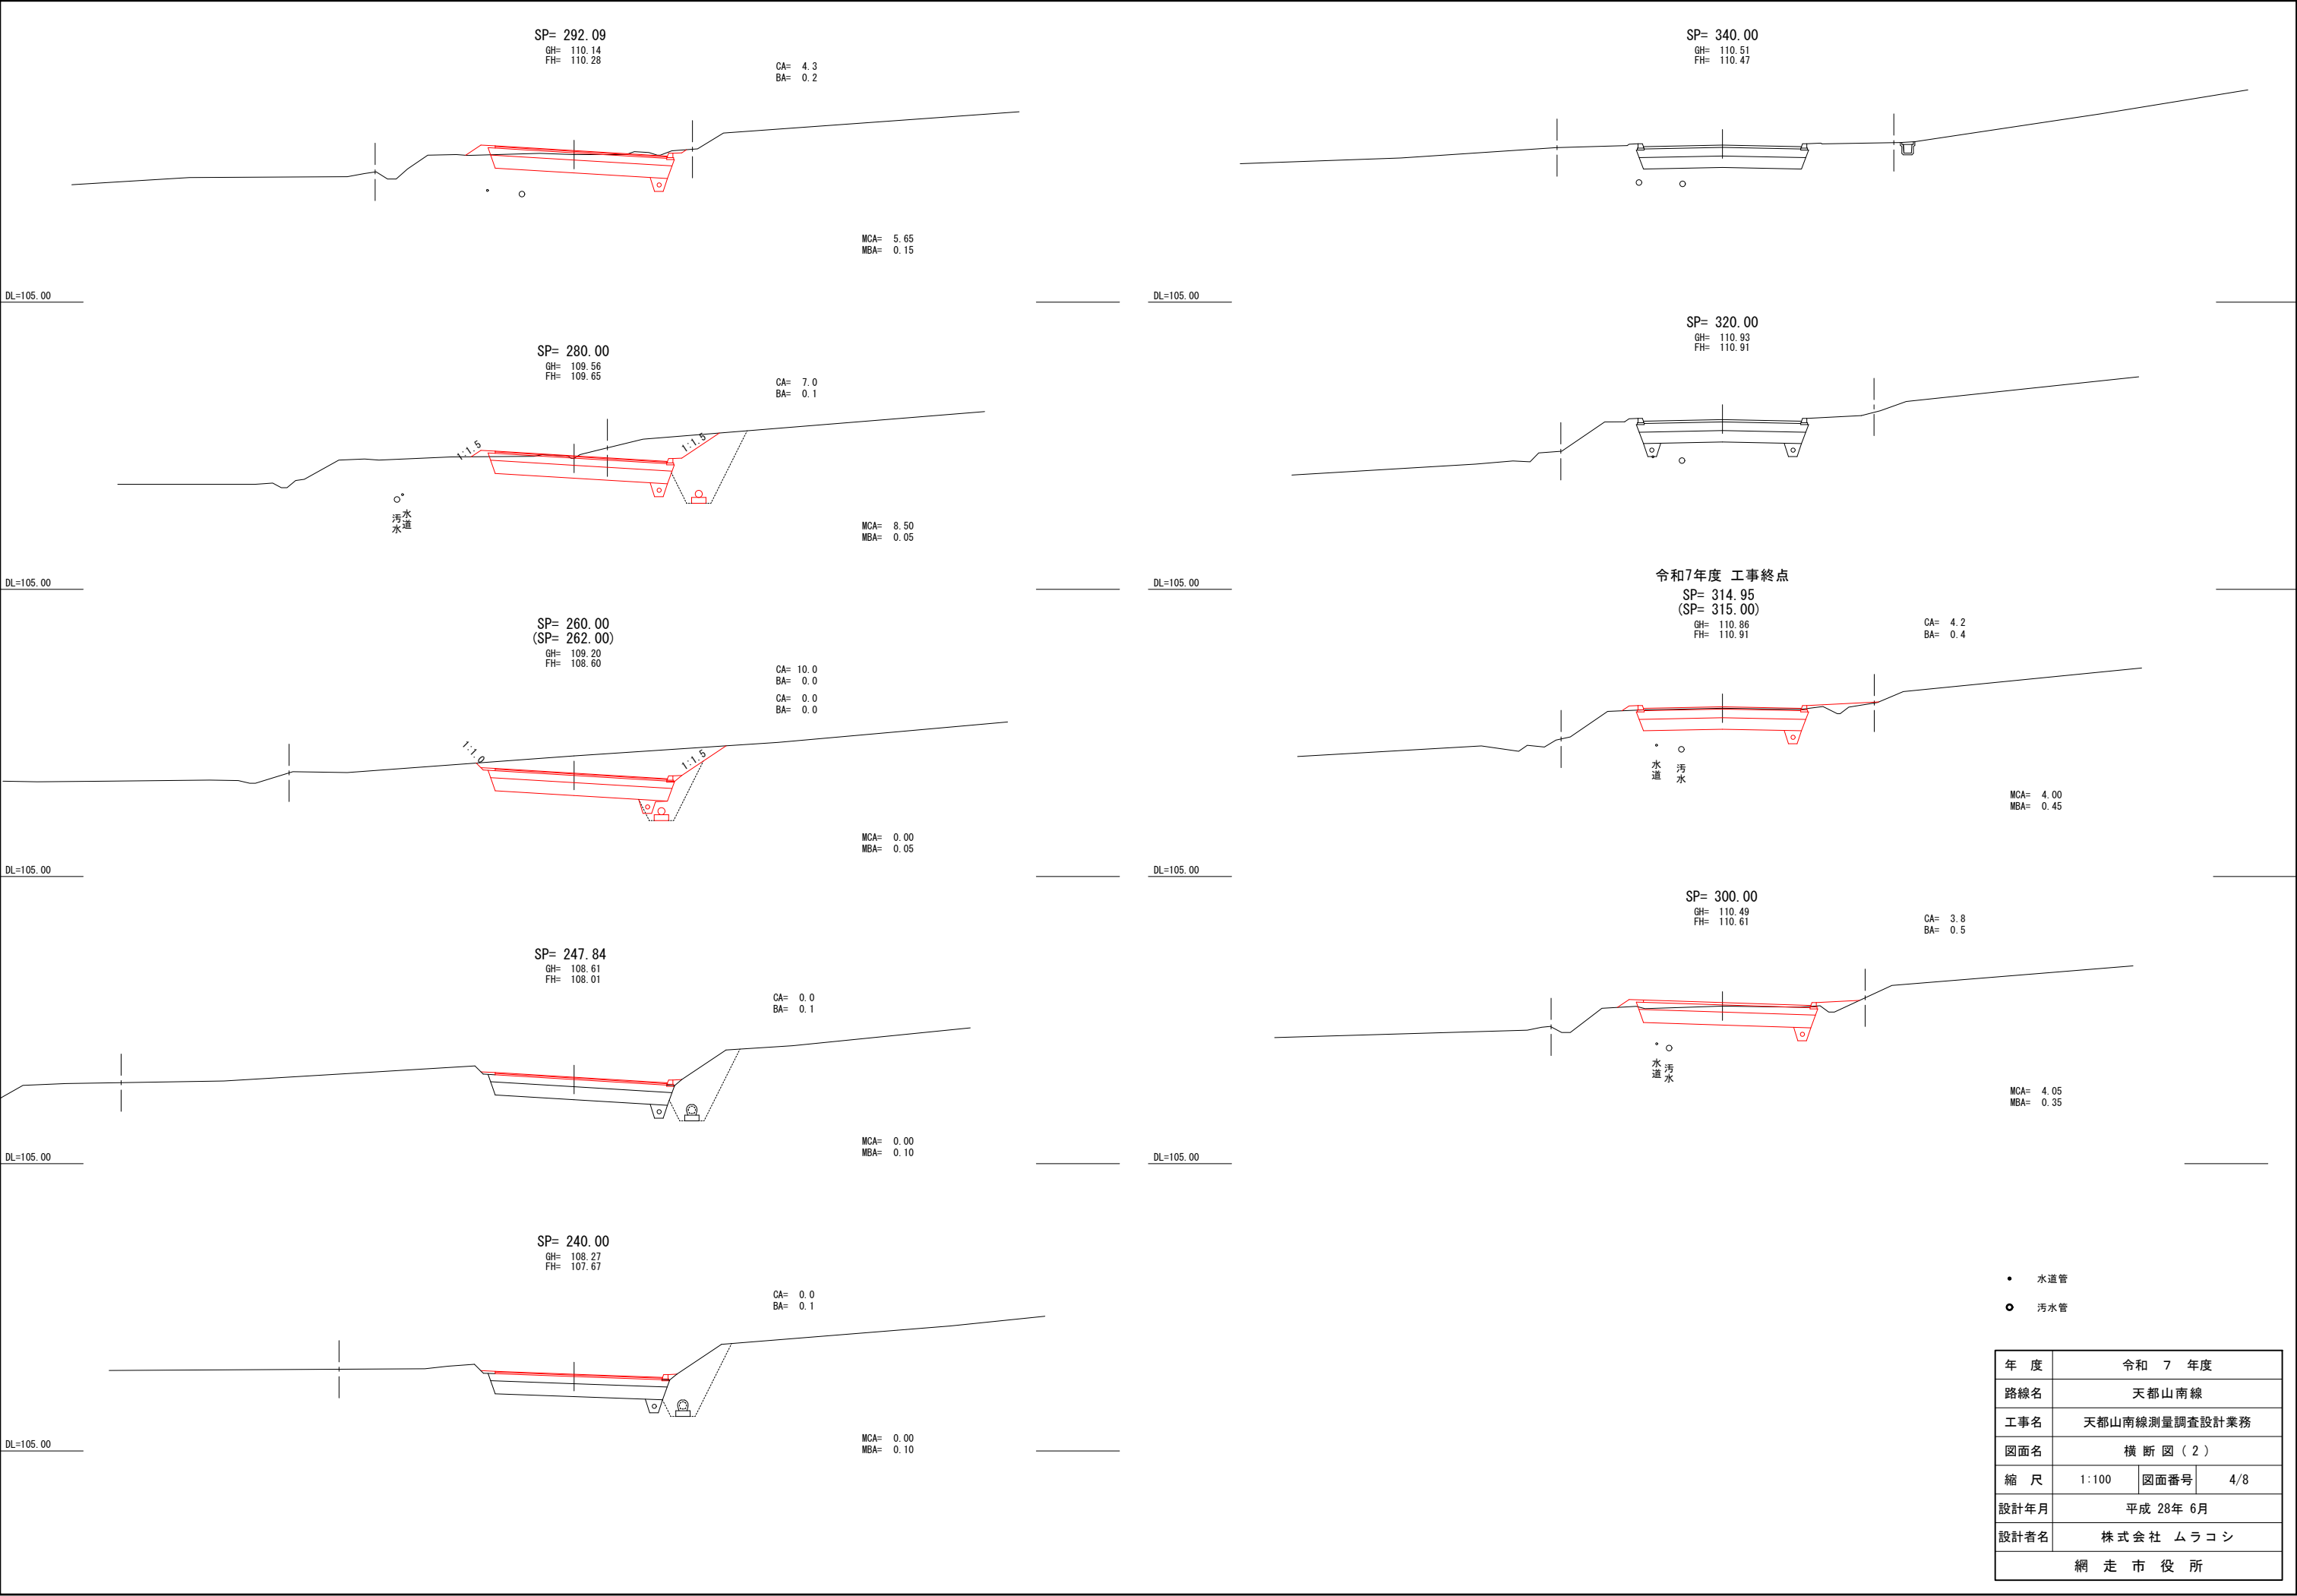 SP= 292.09
GH= 110.14
FH= 110.28
CA= 4.3
BA= 0.2
MCA= 5.65
MBA= 0.15
DL=105.00
SP= 280.00
GH= 109.56
FH= 109.65
CA= 7.0
BA= 0.1
1:1.5
1:1.5
汚水
水道
MCA= 8.50
MBA= 0.05
DL=105.00
SP= 260.00
(SP= 262.00)
GH= 109.20
FH= 108.60
CA= 10.0
BA= 0.0
CA= 0.0
BA= 0.0
1:1.0
1:1.5
MCA= 0.00
MBA= 0.05
DL=105.00
SP= 247.84
GH= 108.61
FH= 108.01
CA= 0.0
BA= 0.1
MCA= 0.00
MBA= 0.10
DL=105.00
SP= 240.00
GH= 108.27
FH= 107.67
CA= 0.0
BA= 0.1
MCA= 0.00
MBA= 0.10
DL=105.00
SP= 340.00
GH= 110.51
FH= 110.47
DL=105.00
SP= 320.00
GH= 110.93
FH= 110.91
DL=105.00
令和7年度 工事終点
SP= 314.95
(SP= 315.00)
GH= 110.86
FH= 110.91
CA= 4.2
BA= 0.4
水道
汚水
MCA= 4.00
MBA= 0.45
DL=105.00
SP= 300.00
GH= 110.49
FH= 110.61
CA= 3.8
BA= 0.5
水道
汚水
MCA= 4.05
MBA= 0.35
DL=105.00
水道管
汚水管
年 度 令和 7 年度
路線名 天都山南線
工事名 天都山南線測量調査設計業務
図面名 横断図(2)
縮 尺 1:100 図面番号 4/8
設計年月 平成 28年 6月
設計者名 株式会社 ムラコシ
網走市役所